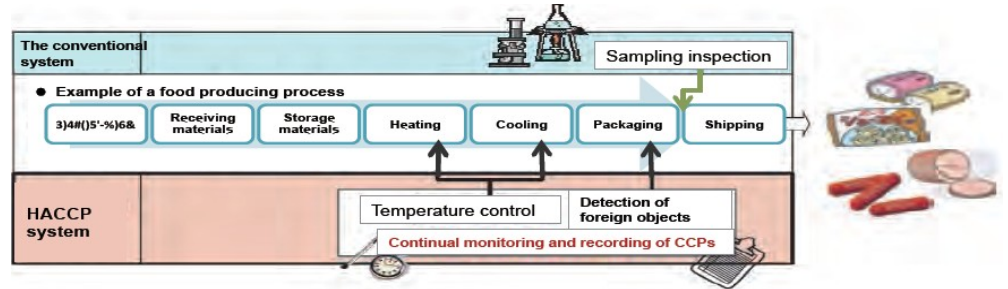 The conventional
system
Sampling inspection
● Example of a food producing process
3)4#()5'-%)6&
Receiving
materials
Storage
materials
Heating
Cooling
Packaging
Shipping
HACCP
system
Temperature control
Detection of
foreign objects
Continual monitoring and recording of CCPs